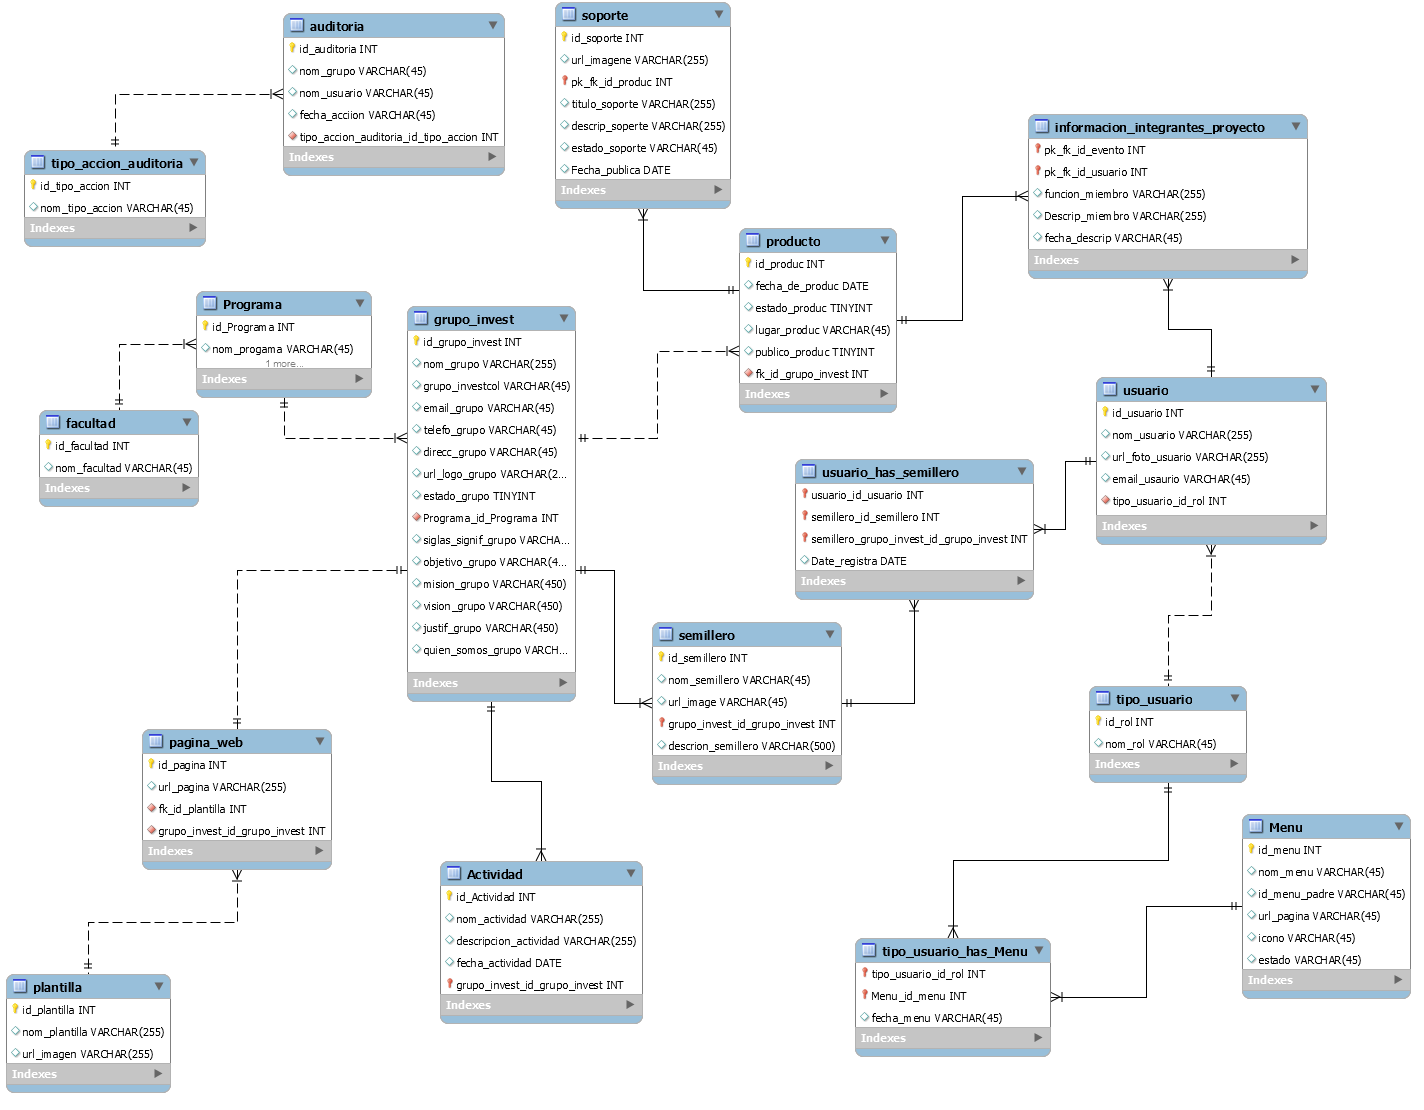 auditoria
id_auditoria INT
nom_grupo VARCHAR(45)
nom_usuario VARCHAR(45)
fecha_acciion VARCHAR(45)
tipo_accion_auditoria_id_tipo_accion INT
Indexes
soporte
id_soporte INT
url_imagene VARCHAR(255)
pk_fk_id_produc INT
titulo_soporte VARCHAR(255)
descrip_soperte VARCHAR(255)
estado_soporte VARCHAR(45)
Fecha_publica DATE
Indexes
tipo_accion_auditoria
id_tipo_accion INT
nom_tipo_accion VARCHAR(45)
Indexes
informacion_integrantes_proyecto
pk_fk_id_evento INT
pk_fk_id_usuario INT
funcion_miembro VARCHAR(255)
Descrip_miembro VARCHAR(255)
fecha_descrip VARCHAR(45)
Indexes
producto
id_produc INT
fecha_de_produc DATE
estado_produc TINYINT
lugar_produc VARCHAR(45)
publico_produc TINYINT
fk_id_grupo_invest INT
Indexes
Programa
id_Programa INT
nom_progama VARCHAR(45)
1 more...
Indexes
grupo_invest
id_grupo_invest INT
nom_grupo VARCHAR(255)
grupo_investcol VARCHAR(45)
email_grupo VARCHAR(45)
telefo_grupo VARCHAR(45)
direcc_grupo VARCHAR(45)
url_logo_grupo VARCHAR(2...
estado_grupo TINYINT
Programa_id_Programa INT
siglas_signif_grupo VARCHA...
objetivo_grupo VARCHAR(4...
mision_grupo VARCHAR(450)
vision_grupo VARCHAR(450)
justif_grupo VARCHAR(450)
quien_somos_grupo VARCH...
Indexes
facultad
id_facultad INT
nom_facultad VARCHAR(45)
Indexes
usuario
id_usuario INT
nom_usuario VARCHAR(255)
url_foto_usuario VARCHAR(255)
email_usaurio VARCHAR(45)
tipo_usuario_id_rol INT
Indexes
usuario_has_semillero
usuario_id_usuario INT
semillero_id_semillero INT
semillero_grupo_invest_id_grupo_invest INT
Date_registra DATE
Indexes
semillero
id_semillero INT
nom_semillero VARCHAR(45)
url_image VARCHAR(45)
grupo_invest_id_grupo_invest INT
descrion_semillero VARCHAR(500)
Indexes
tipo_usuario
id_rol INT
nom_rol VARCHAR(45)
Indexes
pagina_web
id_pagina INT
url_pagina VARCHAR(255)
fk_id_plantilla INT
grupo_invest_id_grupo_invest INT
Indexes
Menu
id_menu INT
nom_menu VARCHAR(45)
id_menu_padre VARCHAR(45)
url_pagina VARCHAR(45)
icono VARCHAR(45)
estado VARCHAR(45)
Indexes
Actividad
id_Actividad INT
nom_actividad VARCHAR(255)
descripcion_actividad VARCHAR(255)
fecha_actividad DATE
grupo_invest_id_grupo_invest INT
Indexes
tipo_usuario_has_Menu
tipo_usuario_id_rol INT
Menu_id_menu INT
fecha_menu VARCHAR(45)
Indexes
plantilla
id_plantilla INT
nom_plantilla VARCHAR(255)
url_imagen VARCHAR(255)
Indexes